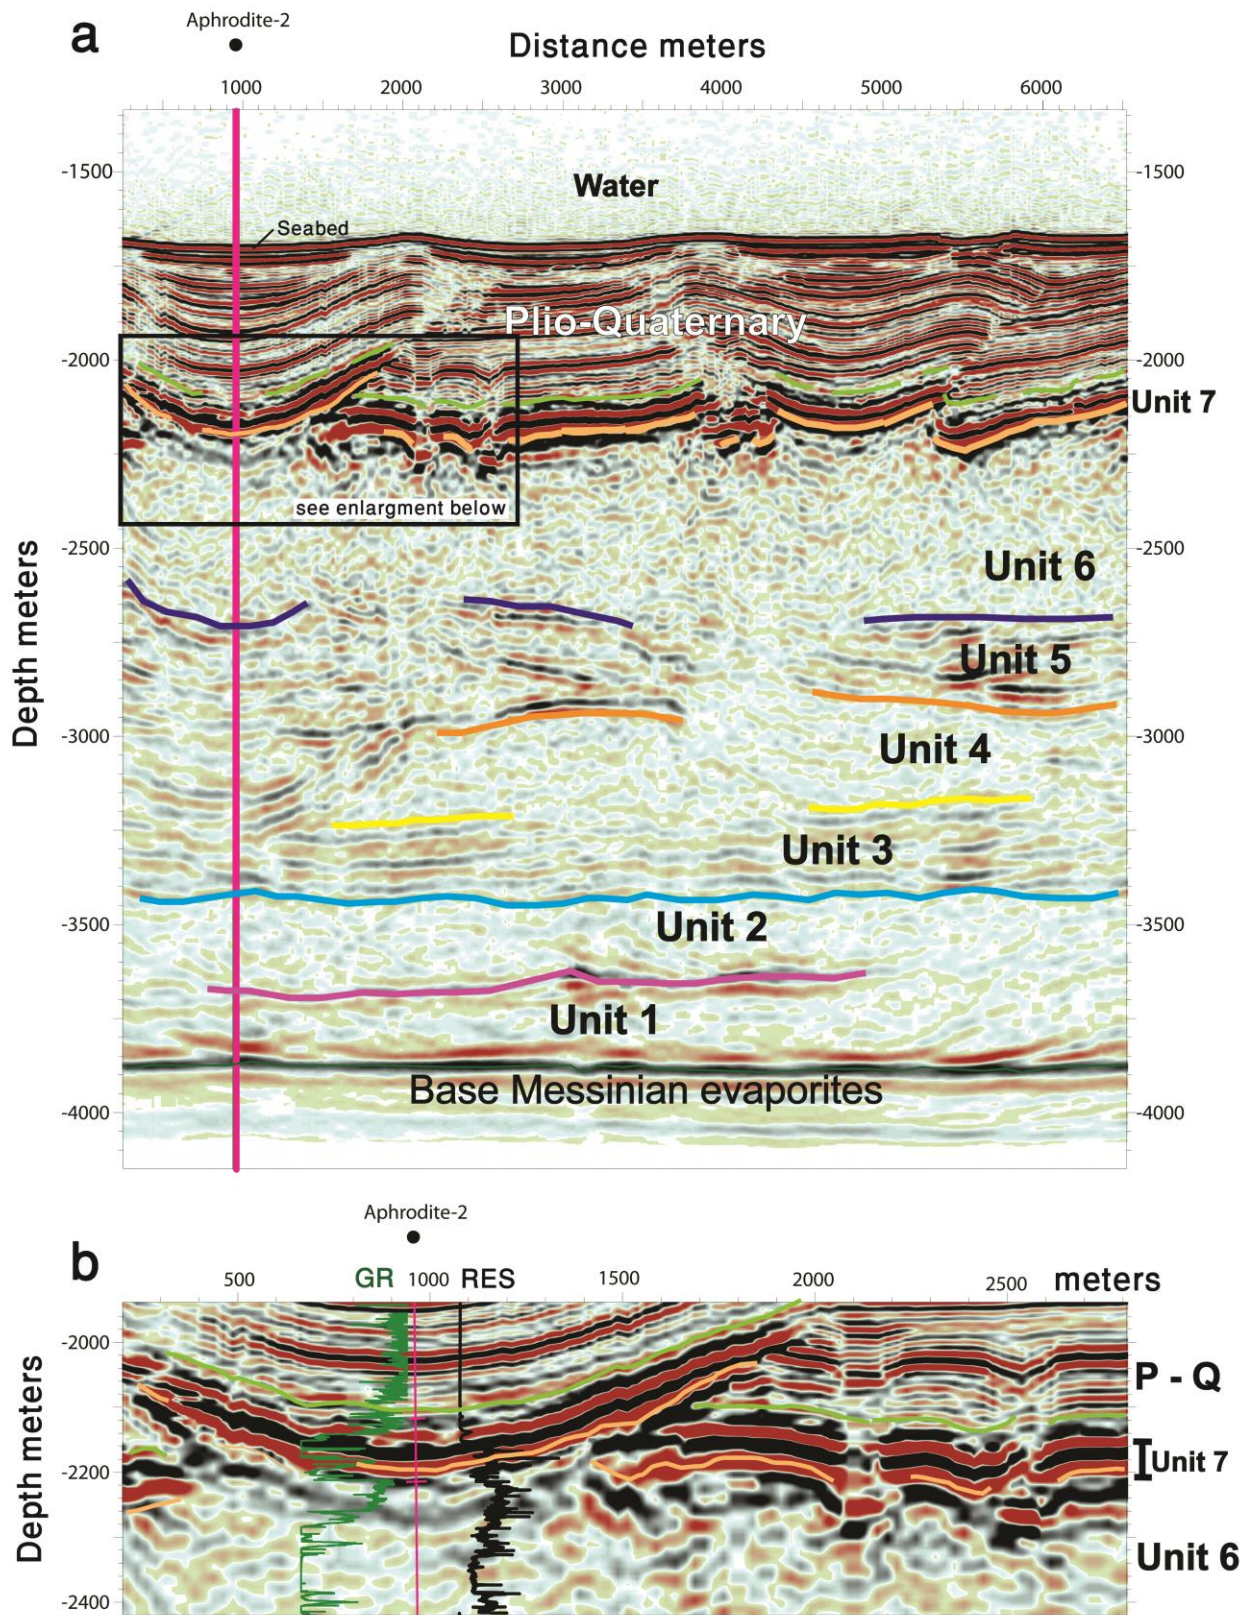 a
Aphrodite-2
Distance meters
1000 2000 3000 4000 5000 6000
-1500 -1500
Water
Seabed
Plio-Quaternary
-2000 -2000
Unit 7
see enlargment below
-2500 -2500
Unit 6
Depth meters
Unit 5
-3000 -3000
Unit 4
Unit 3
-3500 -3500
Unit 2
Unit 1
Base Messinian evaporites
-4000 -4000
b
Aphrodite-2
500 GR 1000 RES 1500 2000 2500 meters
-2000
P - Q
Depth meters
-2200
Unit 7
Unit 6
-2400